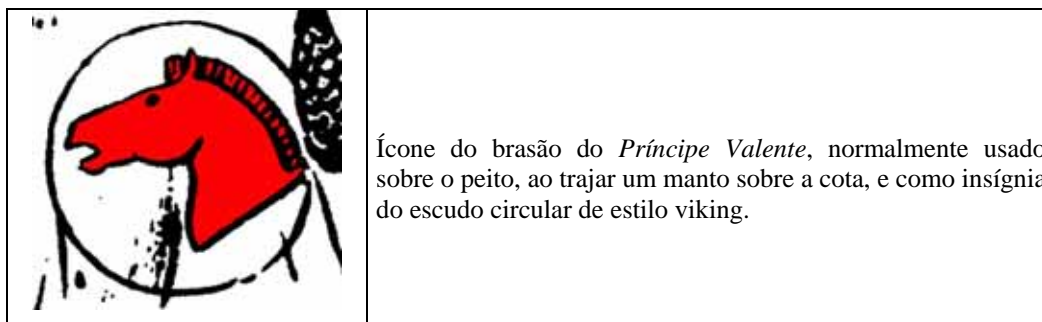 Ícone do brasão do Príncipe Valente, normalmente usado
sobre o peito, ao trajar um manto sobre a cota, e como insígnia
do escudo circular de estilo viking.